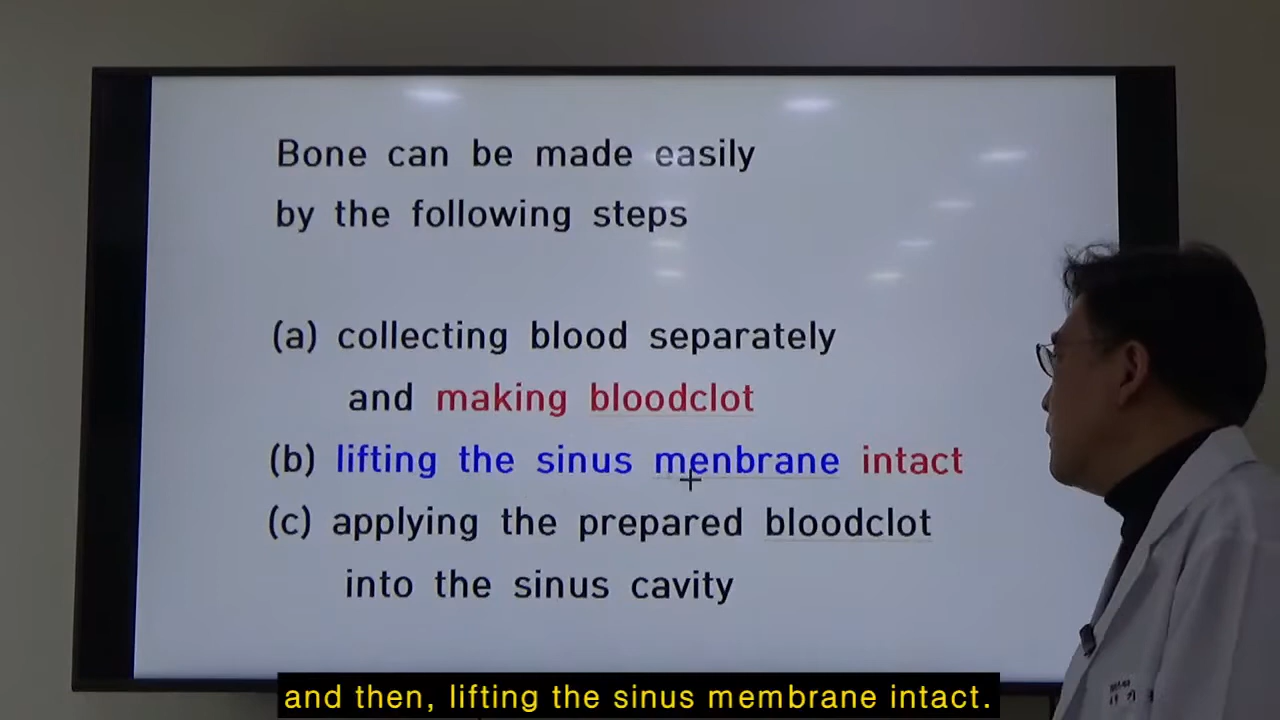 Bone can be made easily
by the following steps
(a) collecting blood separately
and making bloodclot
(b) lifting the sinus menbrane intact
(c) applying the prepared bloodclot
into the sinus cavity
and then, lifting the sinus membrane intact.